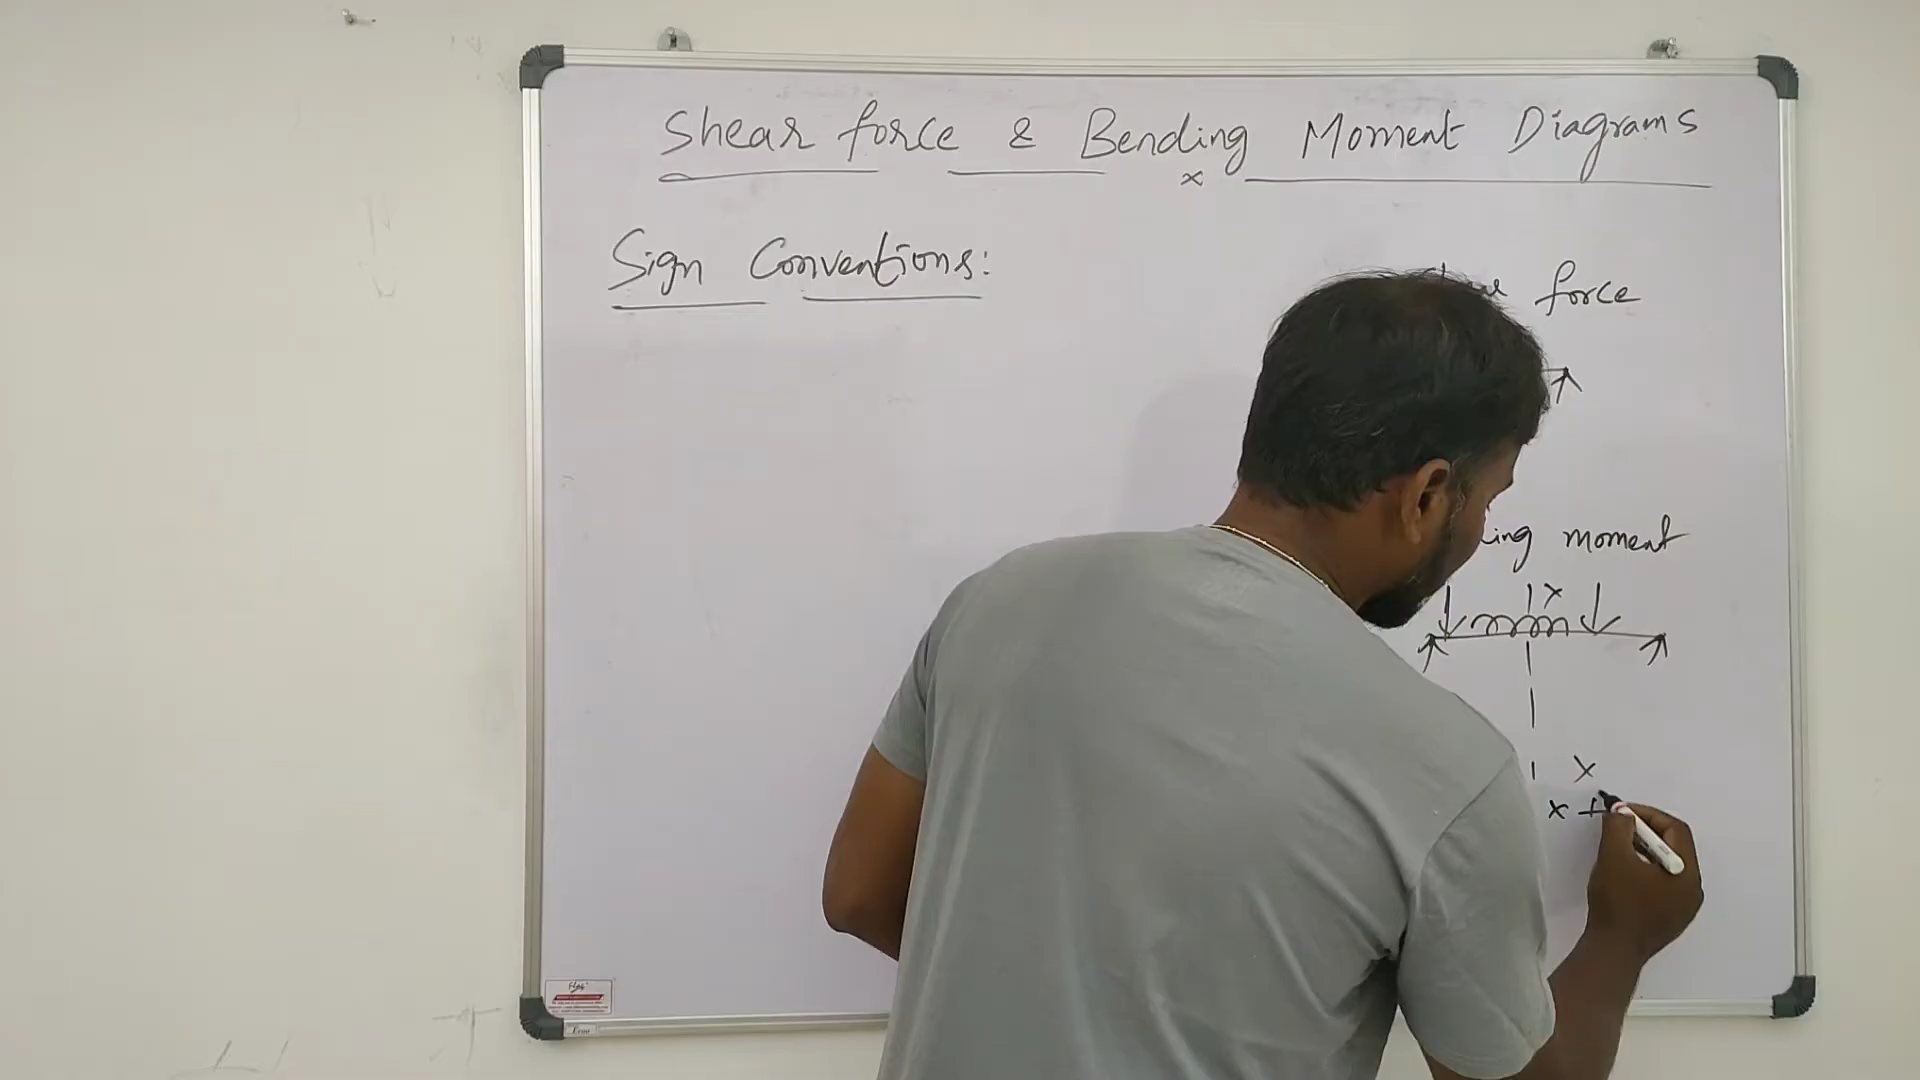 Shear force & Bending Moment Diagrams
x
Sign Conventions:
force
moment
x
x
x +